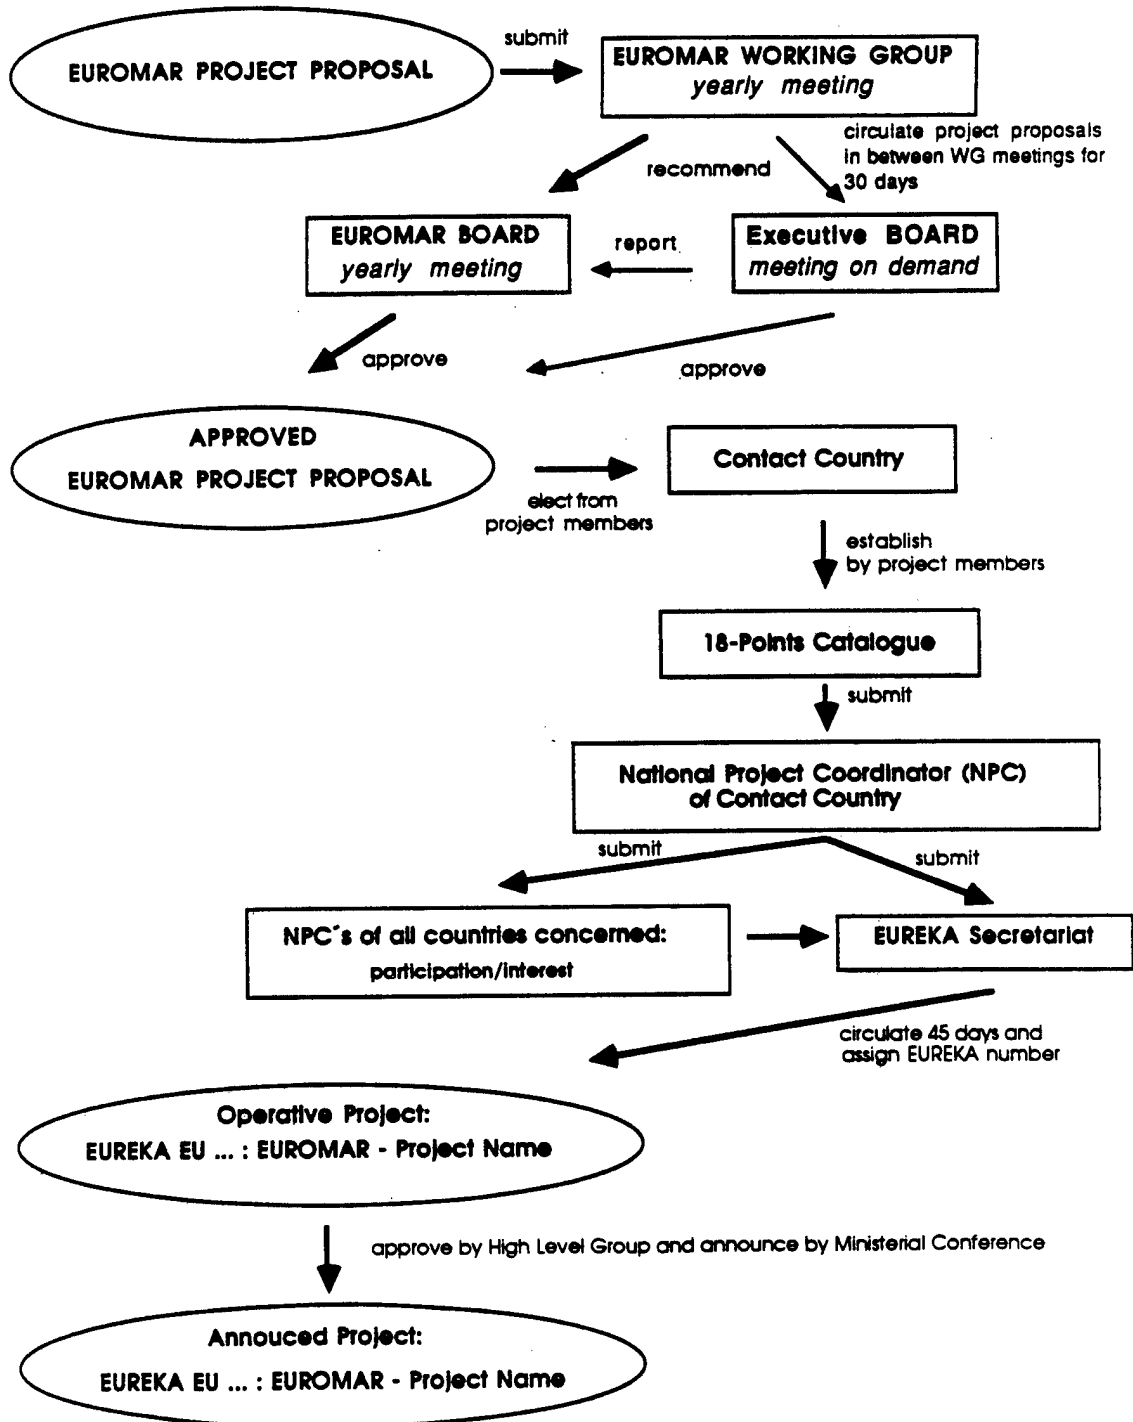 submit
EUROMAR PROJECT PROPOSAL
EUROMAR WORKING GROUP
yearly meeting
circulate project proposals
in between WG meetings for
30 days
recommend
EUROMAR BOARD
yearly meeting
report
Executive BOARD
meeting on demand
approve
approve
APPROVED
EUROMAR PROJECT PROPOSAL
elect from
project members
Contact Country
establish
by project members
18-Points Catalogue
submit
National Project Coordinator (NPC)
of Contact Country
submit
submit
NPC´s of all countries concerned:
participation/interest
EUREKA Secretariat
circulate 45 days and
assign EUREKA number
Operative Project:
EUREKA EU ... : EUROMAR - Project Name
approve by High Level Group and announce by Ministerial Conference
Annouced Project:
EUREKA EU ... : EUROMAR - Project Name